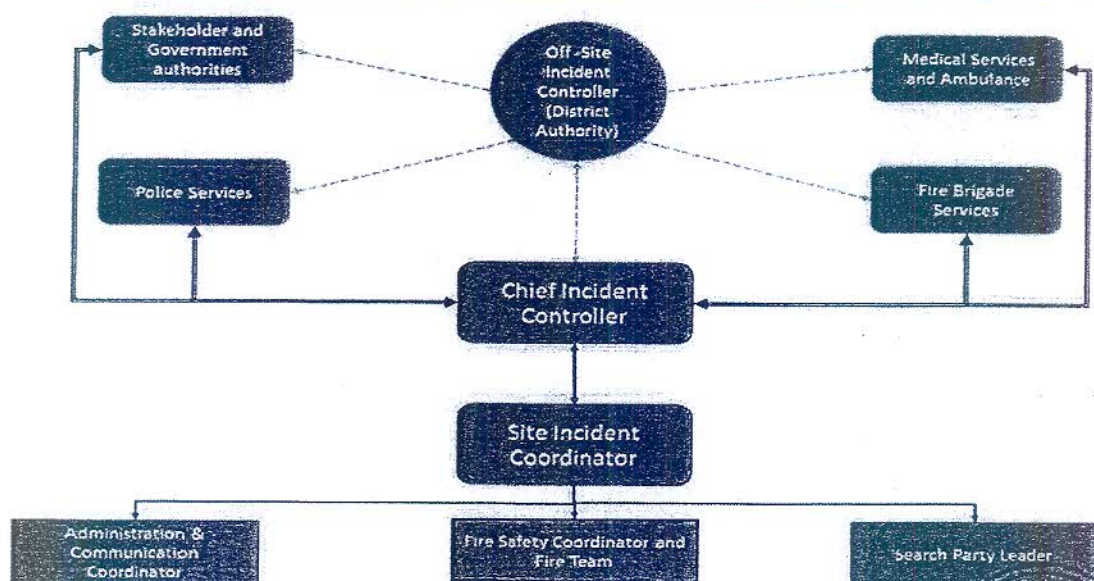 Stakeholder and
Government
authorities
Off-Site
Incident
Controller
(District
Authority)
Medical Services
and Ambulance
Police Services
Fire Brigade
Services
Chief Incident
Controller
Site Incident
Coordinator
Administration &
Communication
Coordinator
Fire Safety Coordinator and
Fire Team
Search Party Leader